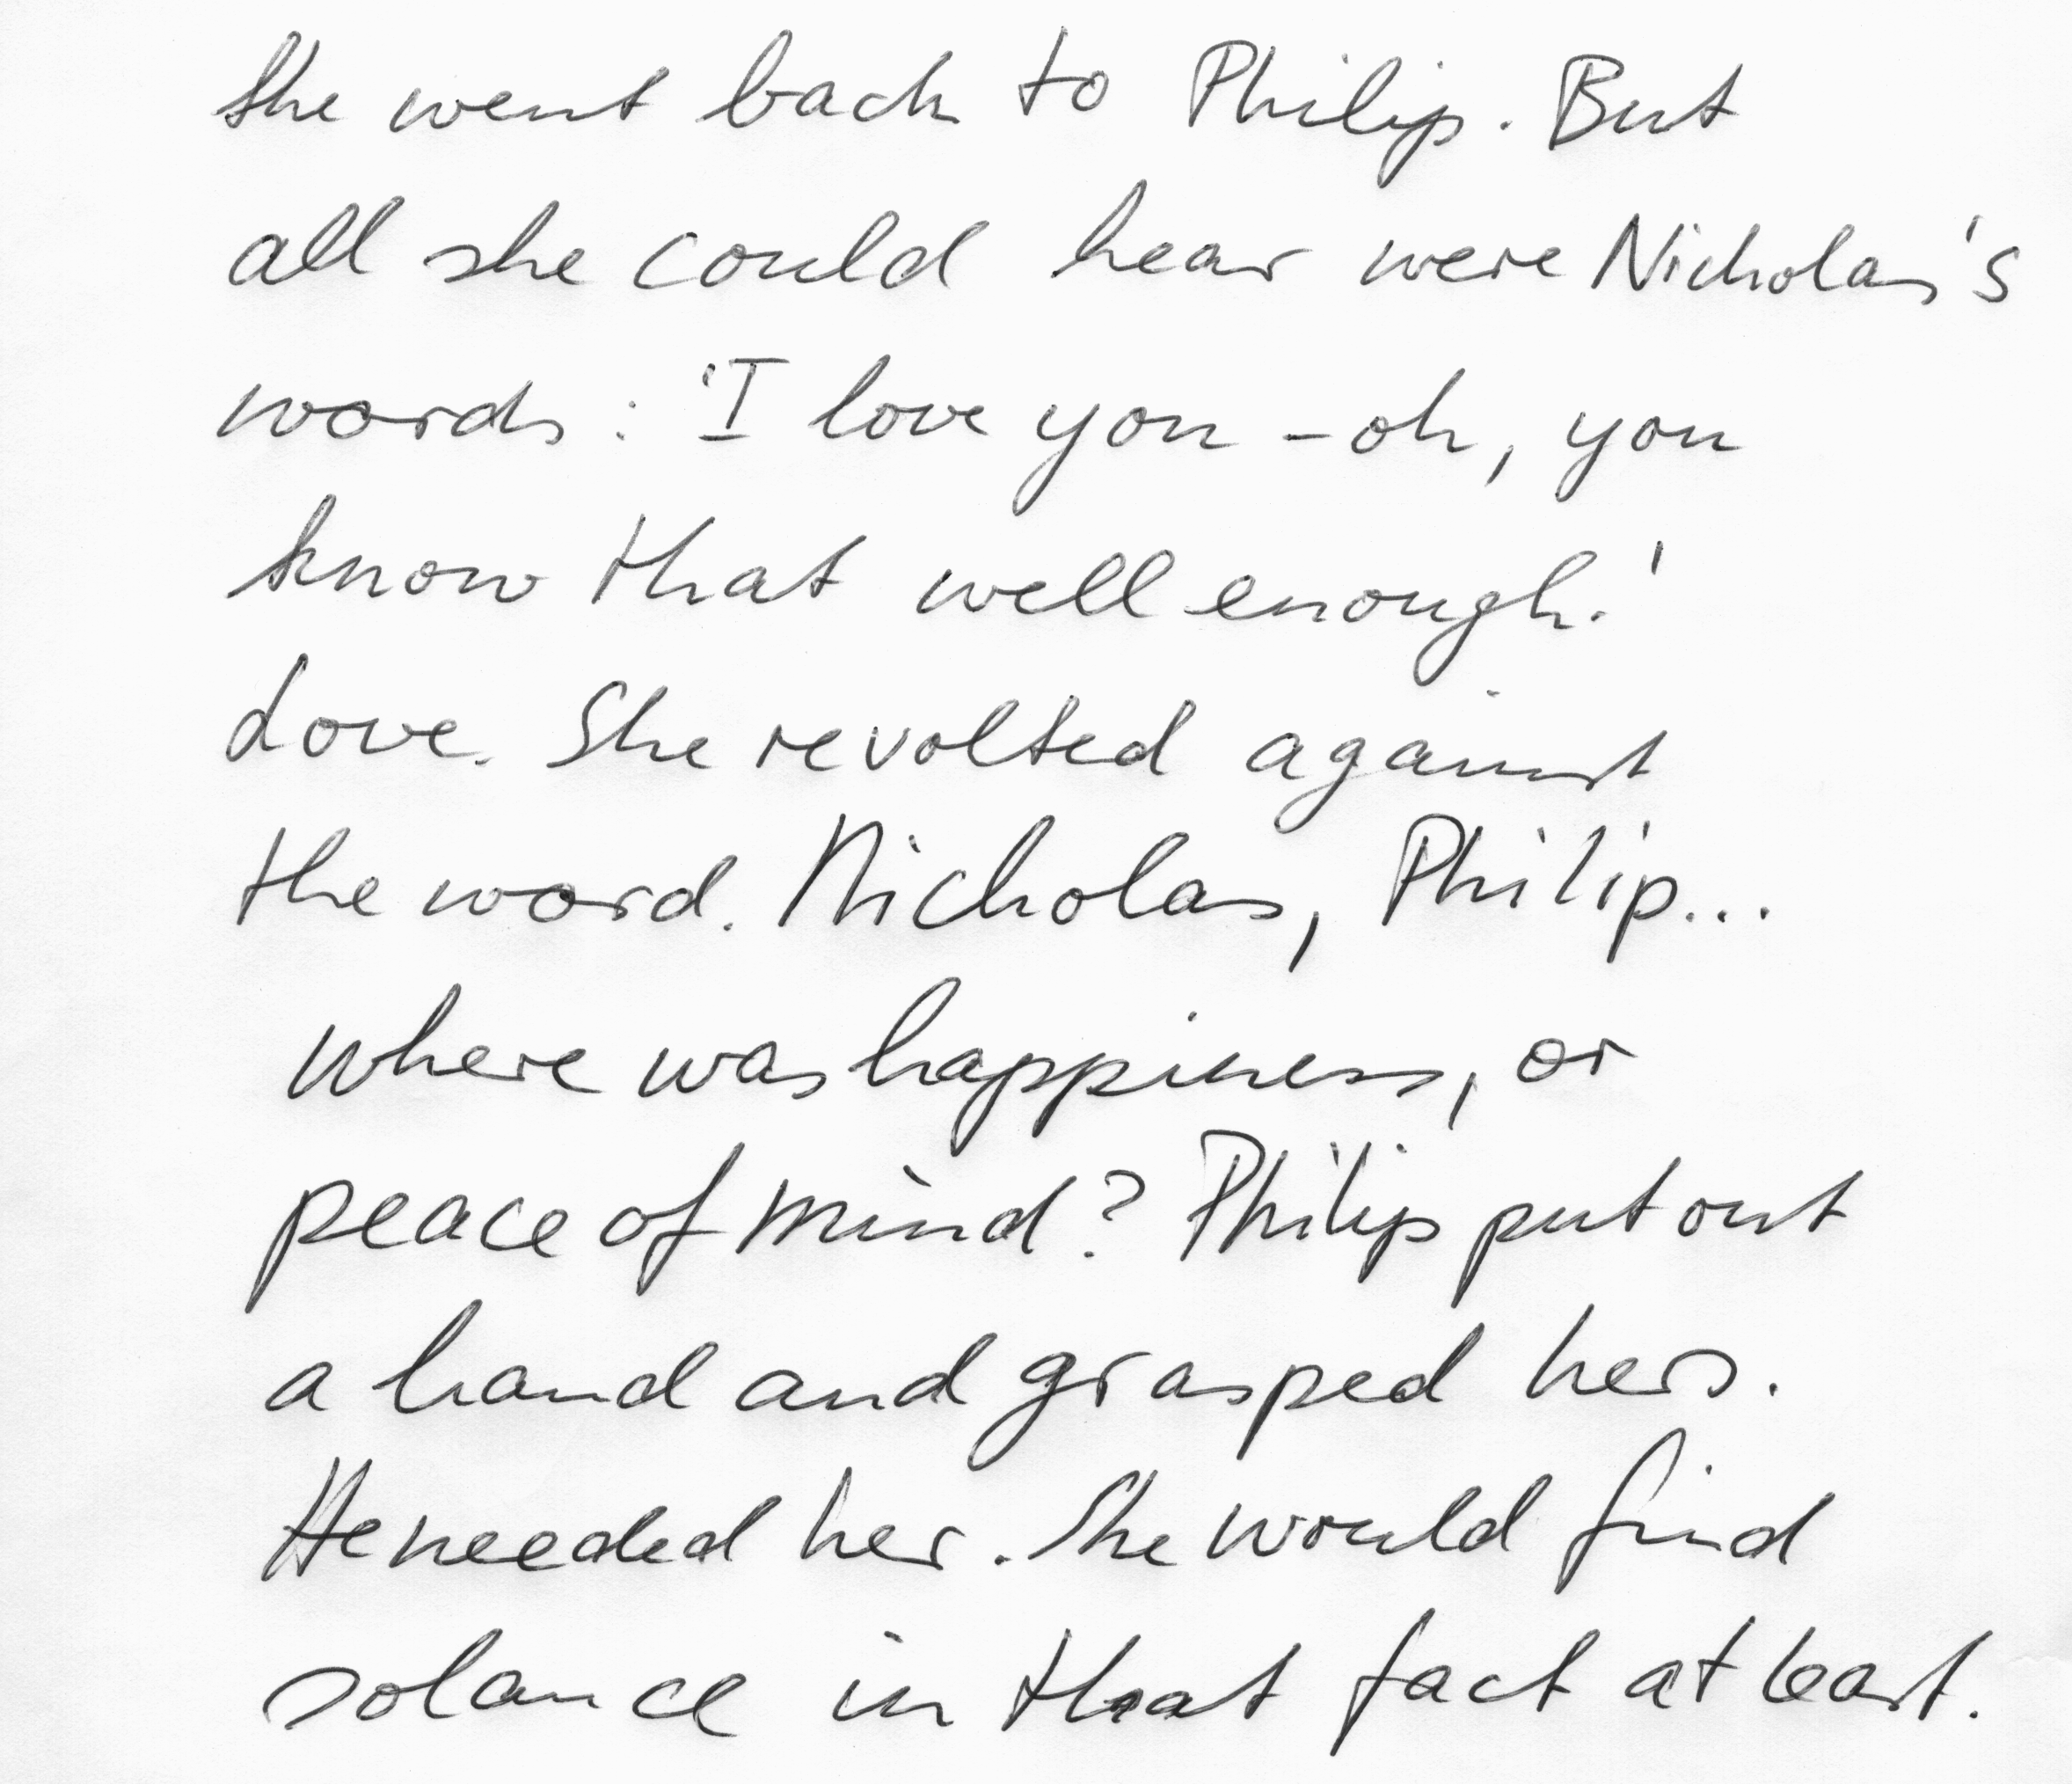 She went back to Philip. But
all she could hear were Nicholas's
words: 'I love you - oh, you
know that well enough.'
Love. She revolted against
the word. Nicholas, Philip...
where was happiness, or
peace of mind? Philip put out
a hand and grasped hers.
He needed her. She would find
solance in that fact at least.